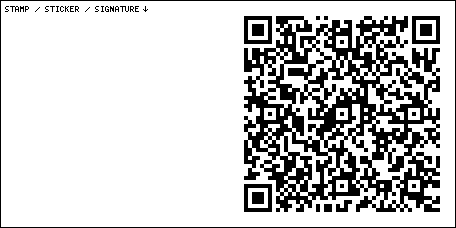 STAMP / STICKER / SIGNATURE ↓